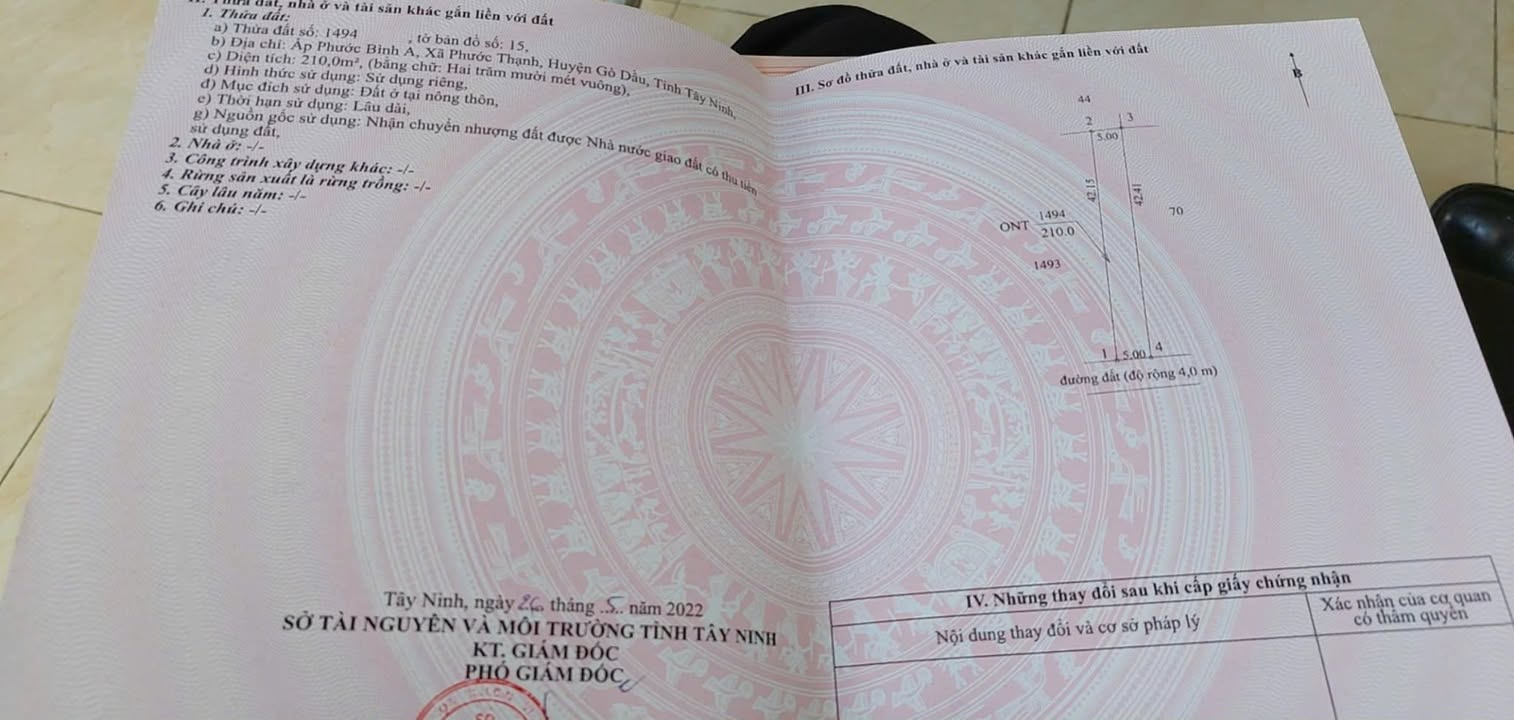 II. Thửa đất, nhà ở và tài sản khác gắn liền với đất
1. Thửa đất:
a) Thửa đất số: 1494 , tờ bản đồ số: 15,
b) Địa chỉ: Ấp Phước Bình A, Xã Phước Thạnh, Huyện Gò Dầu, Tỉnh Tây Ninh,
c) Diện tích: 210,0m², (bằng chữ: Hai trăm mười mét vuông),
d) Hình thức sử dụng: Sử dụng riêng,
đ) Mục đích sử dụng: Đất ở tại nông thôn,
e) Thời hạn sử dụng: Lâu dài,
g) Nguồn gốc sử dụng: Nhận chuyển nhượng đất được Nhà nước giao đất có thu tiền
sử dụng đất,
2. Nhà ở: -/-
3. Công trình xây dựng khác: -/-
4. Rừng sản xuất là rừng trồng: -/-
5. Cây lâu năm: -/-
6. Ghi chú: -/-
Tây Ninh, ngày 26 tháng 5 năm 2022
SỞ TÀI NGUYÊN VÀ MÔI TRƯỜNG TỈNH TÂY NINH
KT. GIÁM ĐỐC
PHÓ GIÁM ĐỐC
III. Sơ đồ thửa đất, nhà ở và tài sản khác gắn liền với đất
B
44
2 3
5.00
42.15 42.41
70
ONT 1494
210.0
1493
1 5.00 4
đường đất (độ rộng 4,0 m)
IV. Những thay đổi sau khi cấp giấy chứng nhận
Nội dung thay đổi và cơ sở pháp lý
Xác nhận của cơ quan
có thẩm quyền